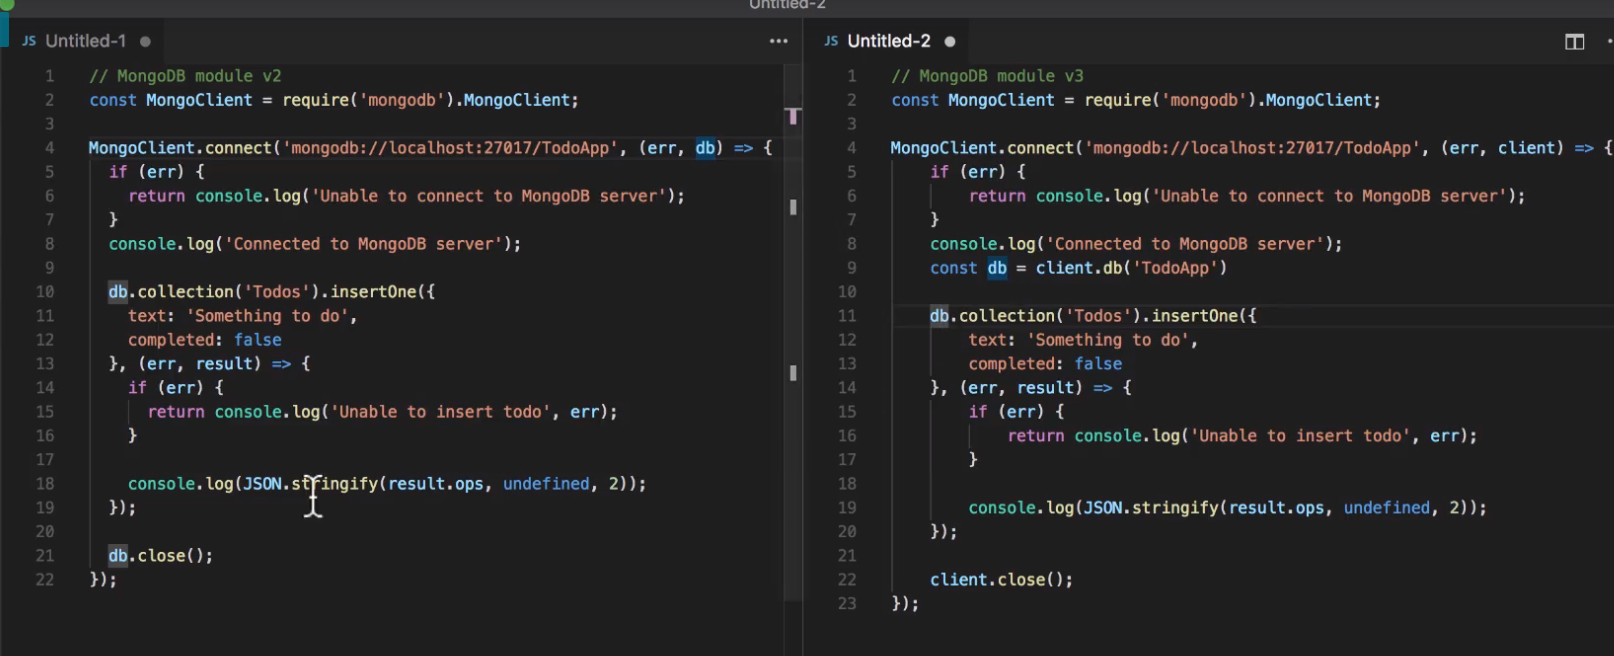 Untitled-2
JS Untitled-1
1 // MongoDB module v2
2 const MongoClient = require('mongodb').MongoClient;
3
4 MongoClient.connect('mongodb://localhost:27017/TodoApp', (err, db) => {
5 if (err) {
6 return console.log('Unable to connect to MongoDB server');
7 }
8 console.log('Connected to MongoDB server');
9
10 db.collection('Todos').insertOne({
11 text: 'Something to do',
12 completed: false
13 }, (err, result) => {
14 if (err) {
15 return console.log('Unable to insert todo', err);
16 }
17
18 console.log(JSON.stringify(result.ops, undefined, 2));
19 });
20
21 db.close();
22 });
JS Untitled-2
1 // MongoDB module v3
2 const MongoClient = require('mongodb').MongoClient;
3
4 MongoClient.connect('mongodb://localhost:27017/TodoApp', (err, client) => {
5 if (err) {
6 return console.log('Unable to connect to MongoDB server');
7 }
8 console.log('Connected to MongoDB server');
9 const db = client.db('TodoApp')
10
11 db.collection('Todos').insertOne({
12 text: 'Something to do',
13 completed: false
14 }, (err, result) => {
15 if (err) {
16 return console.log('Unable to insert todo', err);
17 }
18
19 console.log(JSON.stringify(result.ops, undefined, 2));
20 });
21
22 client.close();
23 });